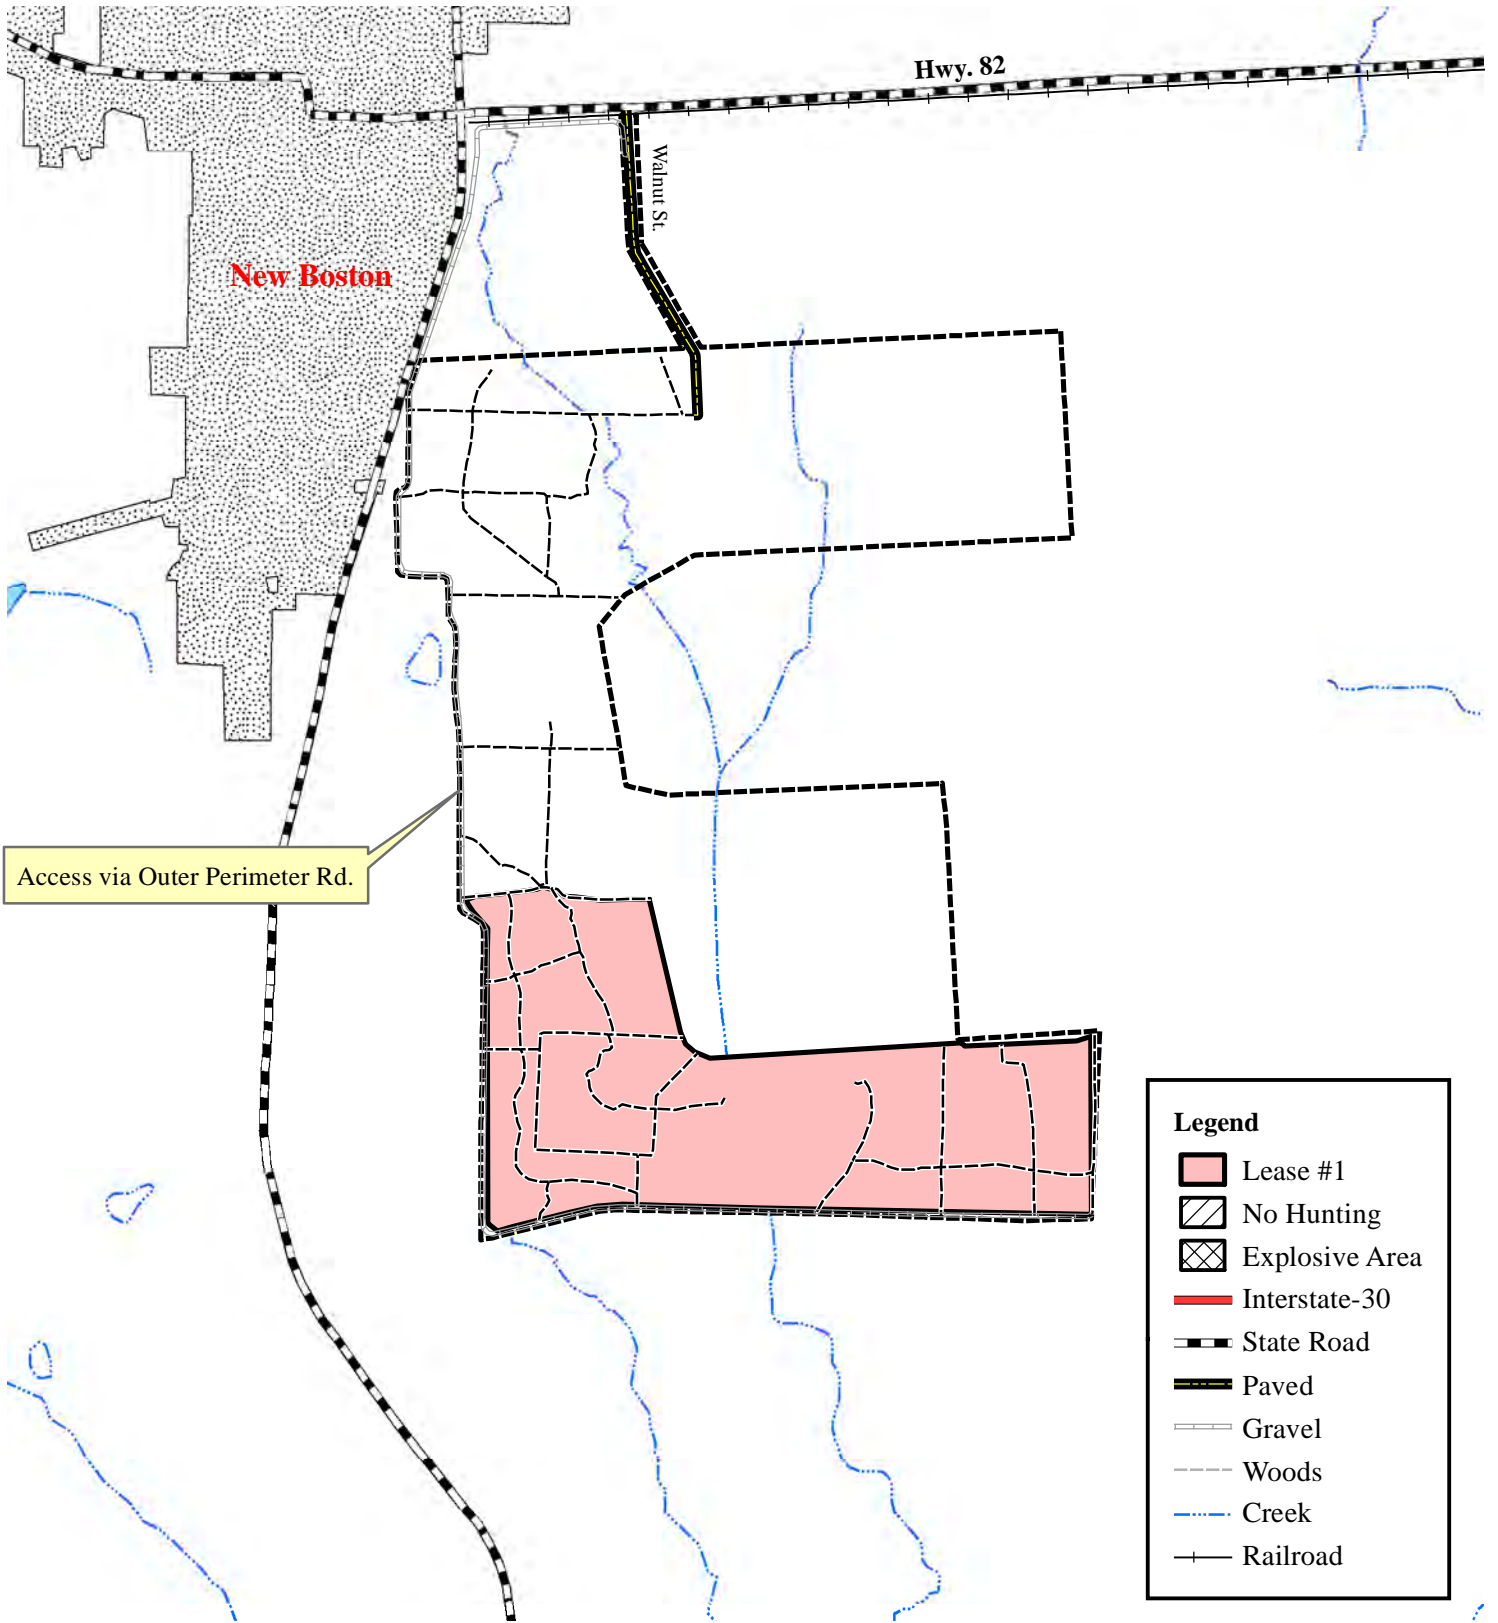 Hwy. 82
Walnut St.
New Boston
Access via Outer Perimeter Rd.
Legend
Lease #1
No Hunting
Explosive Area
Interstate-30
State Road
Paved
Gravel
Woods
Creek
Railroad